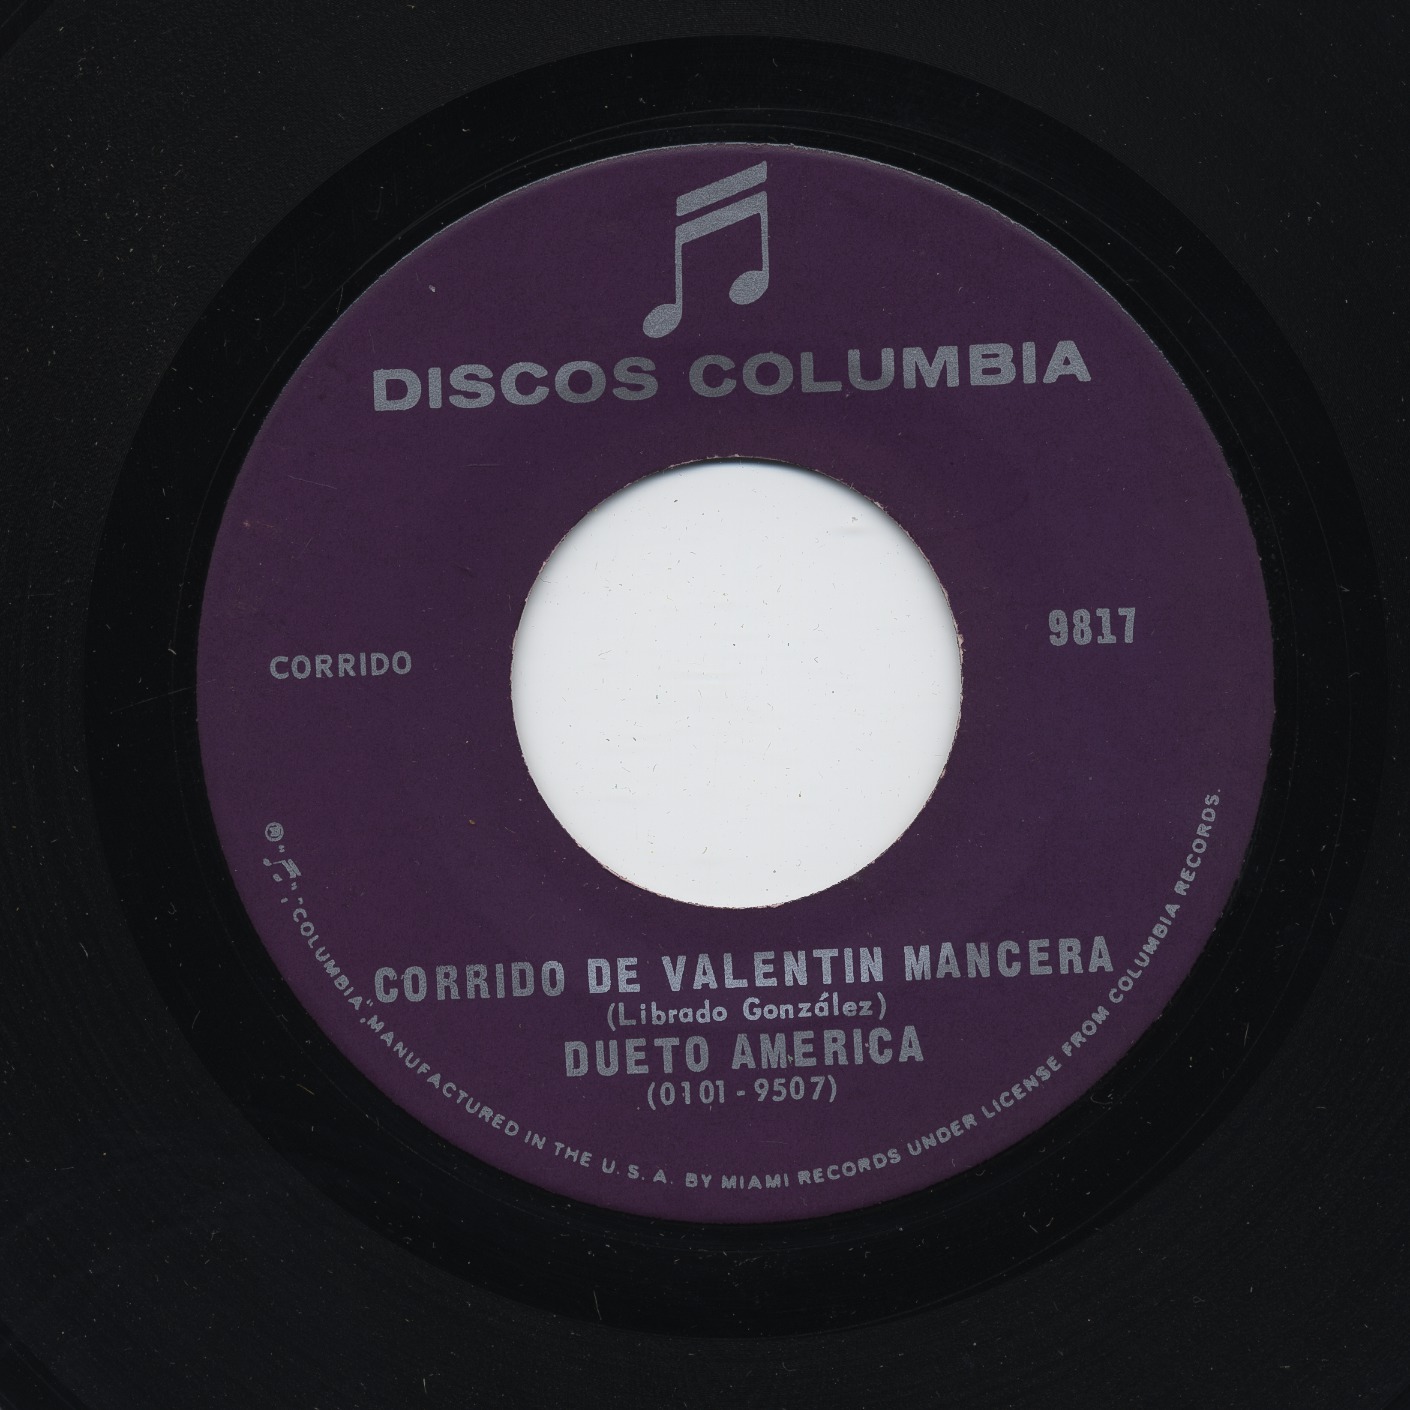 DISCOS COLUMBIA
CORRIDO
9817
CORRIDO DE VALENTIN MANCERA
(Librado González)
DUETO AMERICA
(0101-9507)
® "♫", "COLUMBIA", MANUFACTURED IN THE U.S.A. BY MIAMI RECORDS UNDER LICENSE FROM COLUMBIA RECORDS.